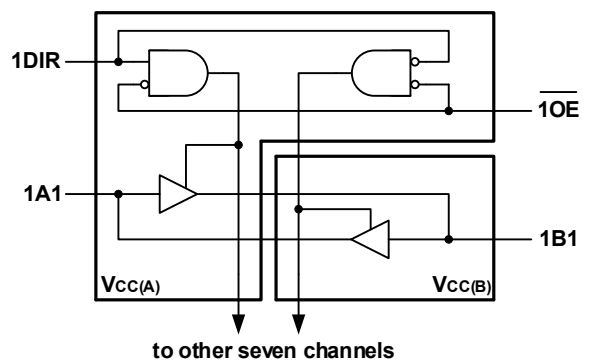 1DIR
1OE
1A1
1B1
VCC(A)
VCC(B)
to other seven channels